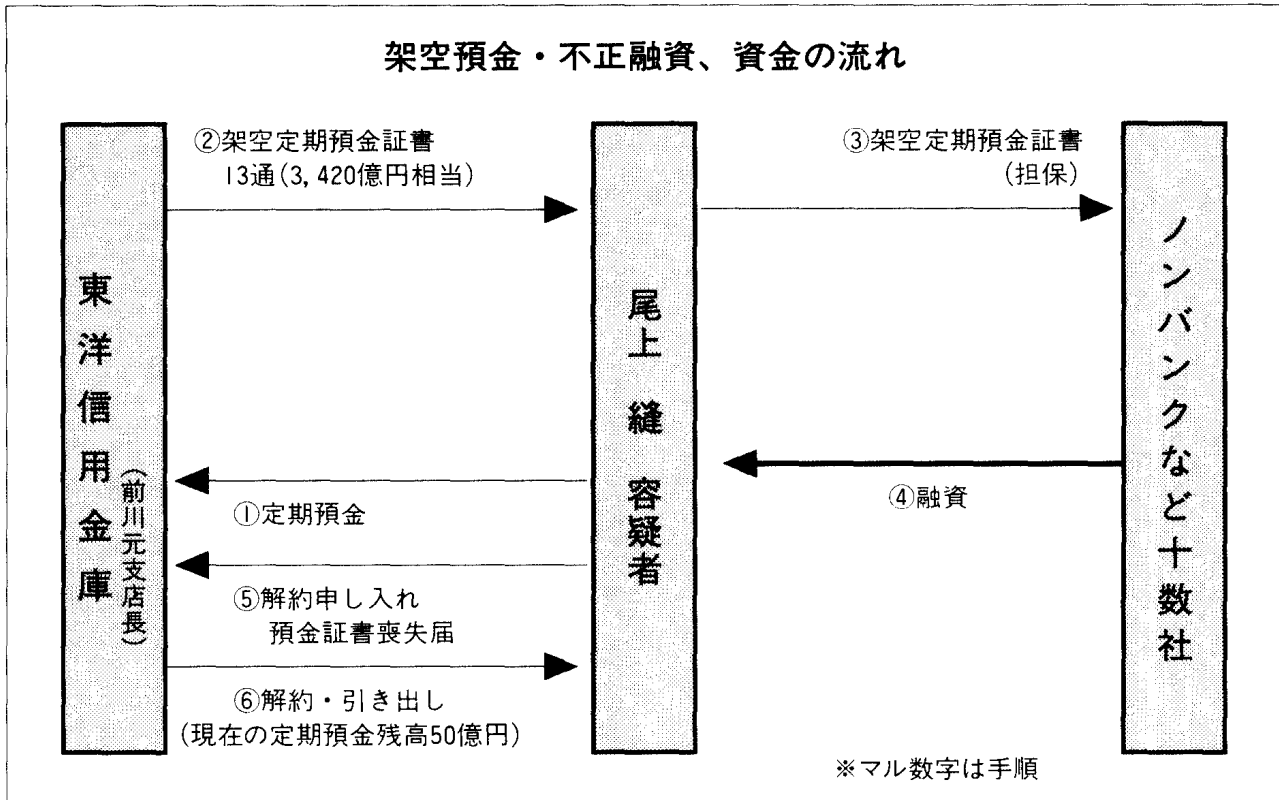 架空預金・不正融資、資金の流れ
東洋信用金庫
(前川元支店長)
②架空定期預金証書
13通(3,420億円相当)
①定期預金
⑤解約申し入れ
預金証書喪失届
⑥解約・引き出し
(現在の定期預金残高50億円)
尾上 縫 容疑者
③架空定期預金証書
(担保)
④融資
ノンバンクなど十数社
※マル数字は手順